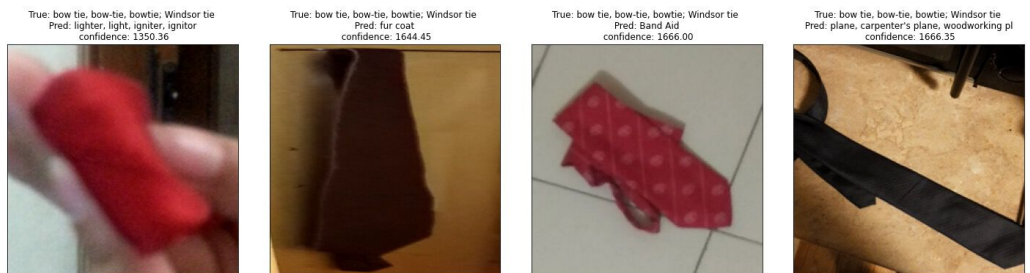 True: bow tie, bow-tie, bowtie; Windsor tie
Pred: lighter, light, igniter, ignitor
confidence: 1350.36
True: bow tie, bow-tie, bowtie; Windsor tie
Pred: fur coat
confidence: 1644.45
True: bow tie, bow-tie, bowtie; Windsor tie
Pred: Band Aid
confidence: 1666.00
True: bow tie, bow-tie, bowtie; Windsor tie
Pred: plane, carpenter's plane, woodworking pl
confidence: 1666.35